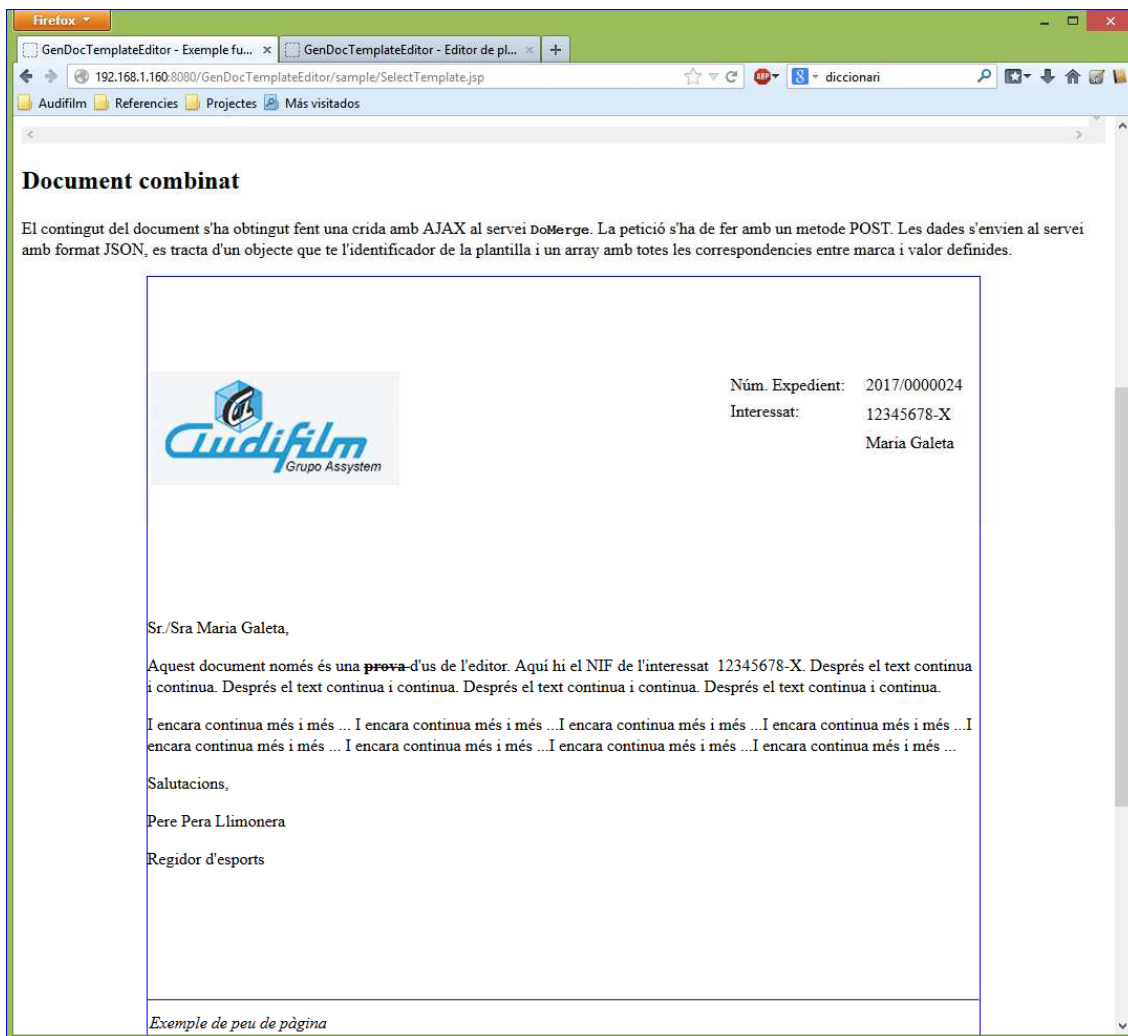 Firefox
GenDocTemplateEditor - Exemple fu... × GenDocTemplateEditor - Editor de pl... × +
192.168.1.160:8080/GenDocTemplateEditor/sample/SelectTemplate.jsp ABP 8 diccionari
Audifilm Referencies Projectes Más visitados
Document combinat
El contingut del document s'ha obtingut fent una crida amb AJAX al servei DoMerge. La petició s'ha de fer amb un metode POST. Les dades s'envien al servei
amb format JSON, es tracta d'un objecte que te l'identificador de la plantilla i un array amb totes les correspondencies entre marca i valor definides.
Audifilm
Grupo Assystem
Núm. Expedient: 2017/0000024
Interessat: 12345678-X
Maria Galeta
Sr./Sra Maria Galeta,
Aquest document només és una prova d'us de l'editor. Aquí hi el NIF de l'interessat 12345678-X. Després el text continua
i continua. Després el text continua i continua. Després el text continua i continua. Després el text continua i continua.
I encara continua més i més ... I encara continua més i més ...I encara continua més i més ...I encara continua més i més ...I
encara continua més i més ... I encara continua més i més ...I encara continua més i més ...I encara continua més i més ...
Salutacions,
Pere Pera Llimonera
Regidor d'esports
Exemple de peu de pàgina